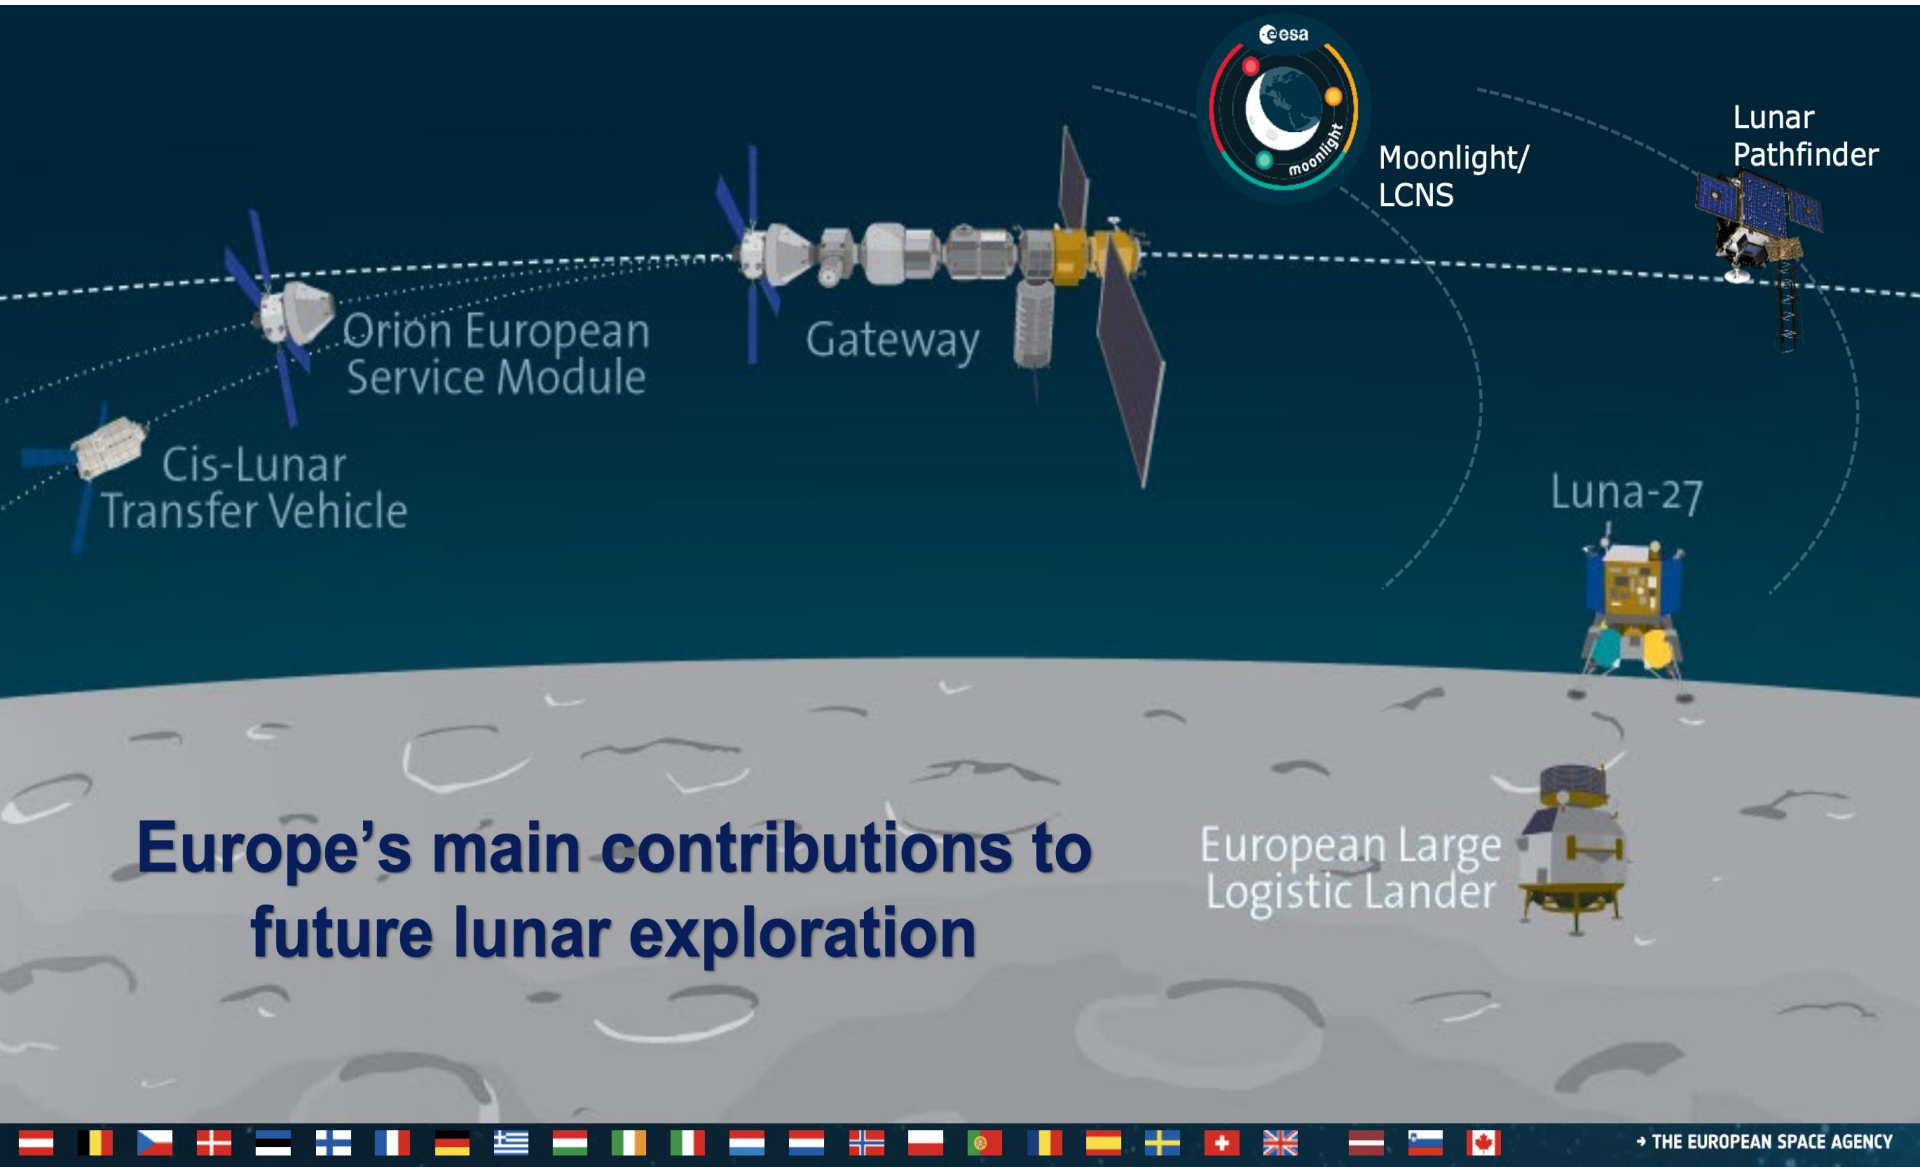 esa
moonlight
Moonlight/
LCNS
Lunar
Pathfinder
Orion European
Service Module
Gateway
Cis-Lunar
Transfer Vehicle
Luna-27
European Large
Logistic Lander
Europe’s main contributions to
future lunar exploration
→ THE EUROPEAN SPACE AGENCY